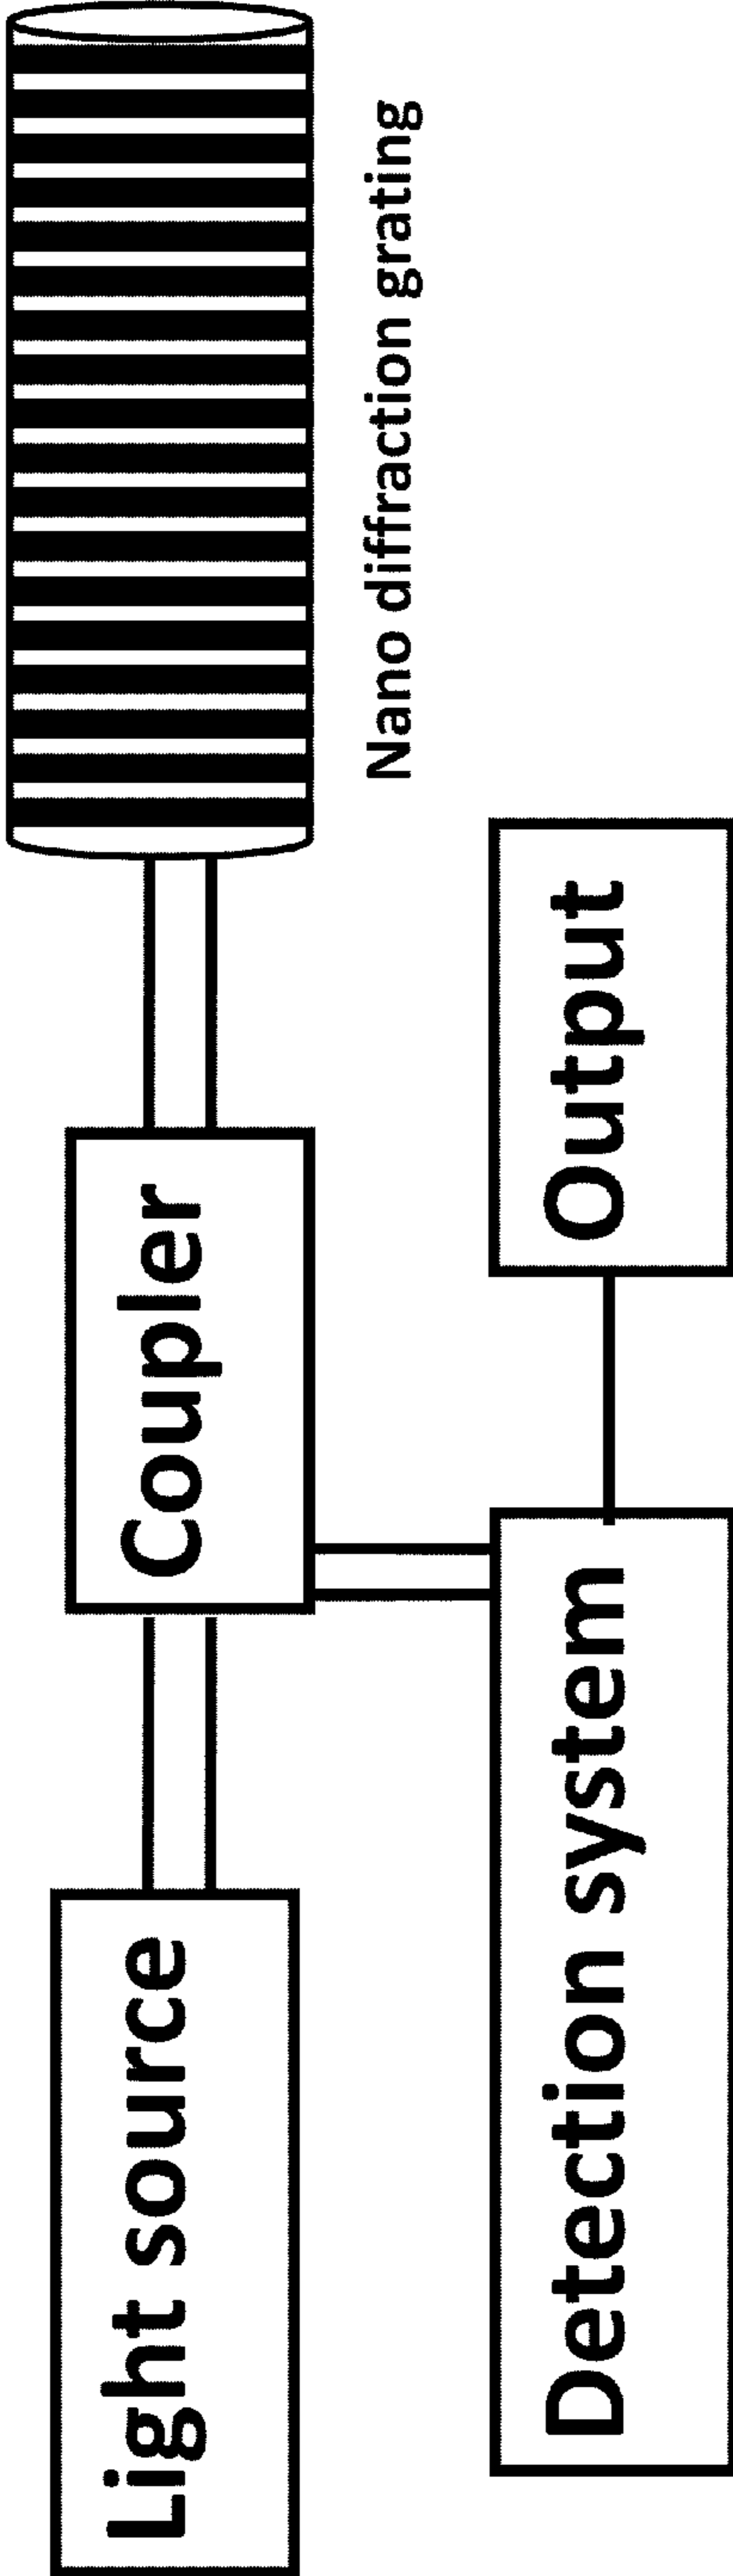 Light source
Coupler
Nano diffraction grating
Detection system
Output